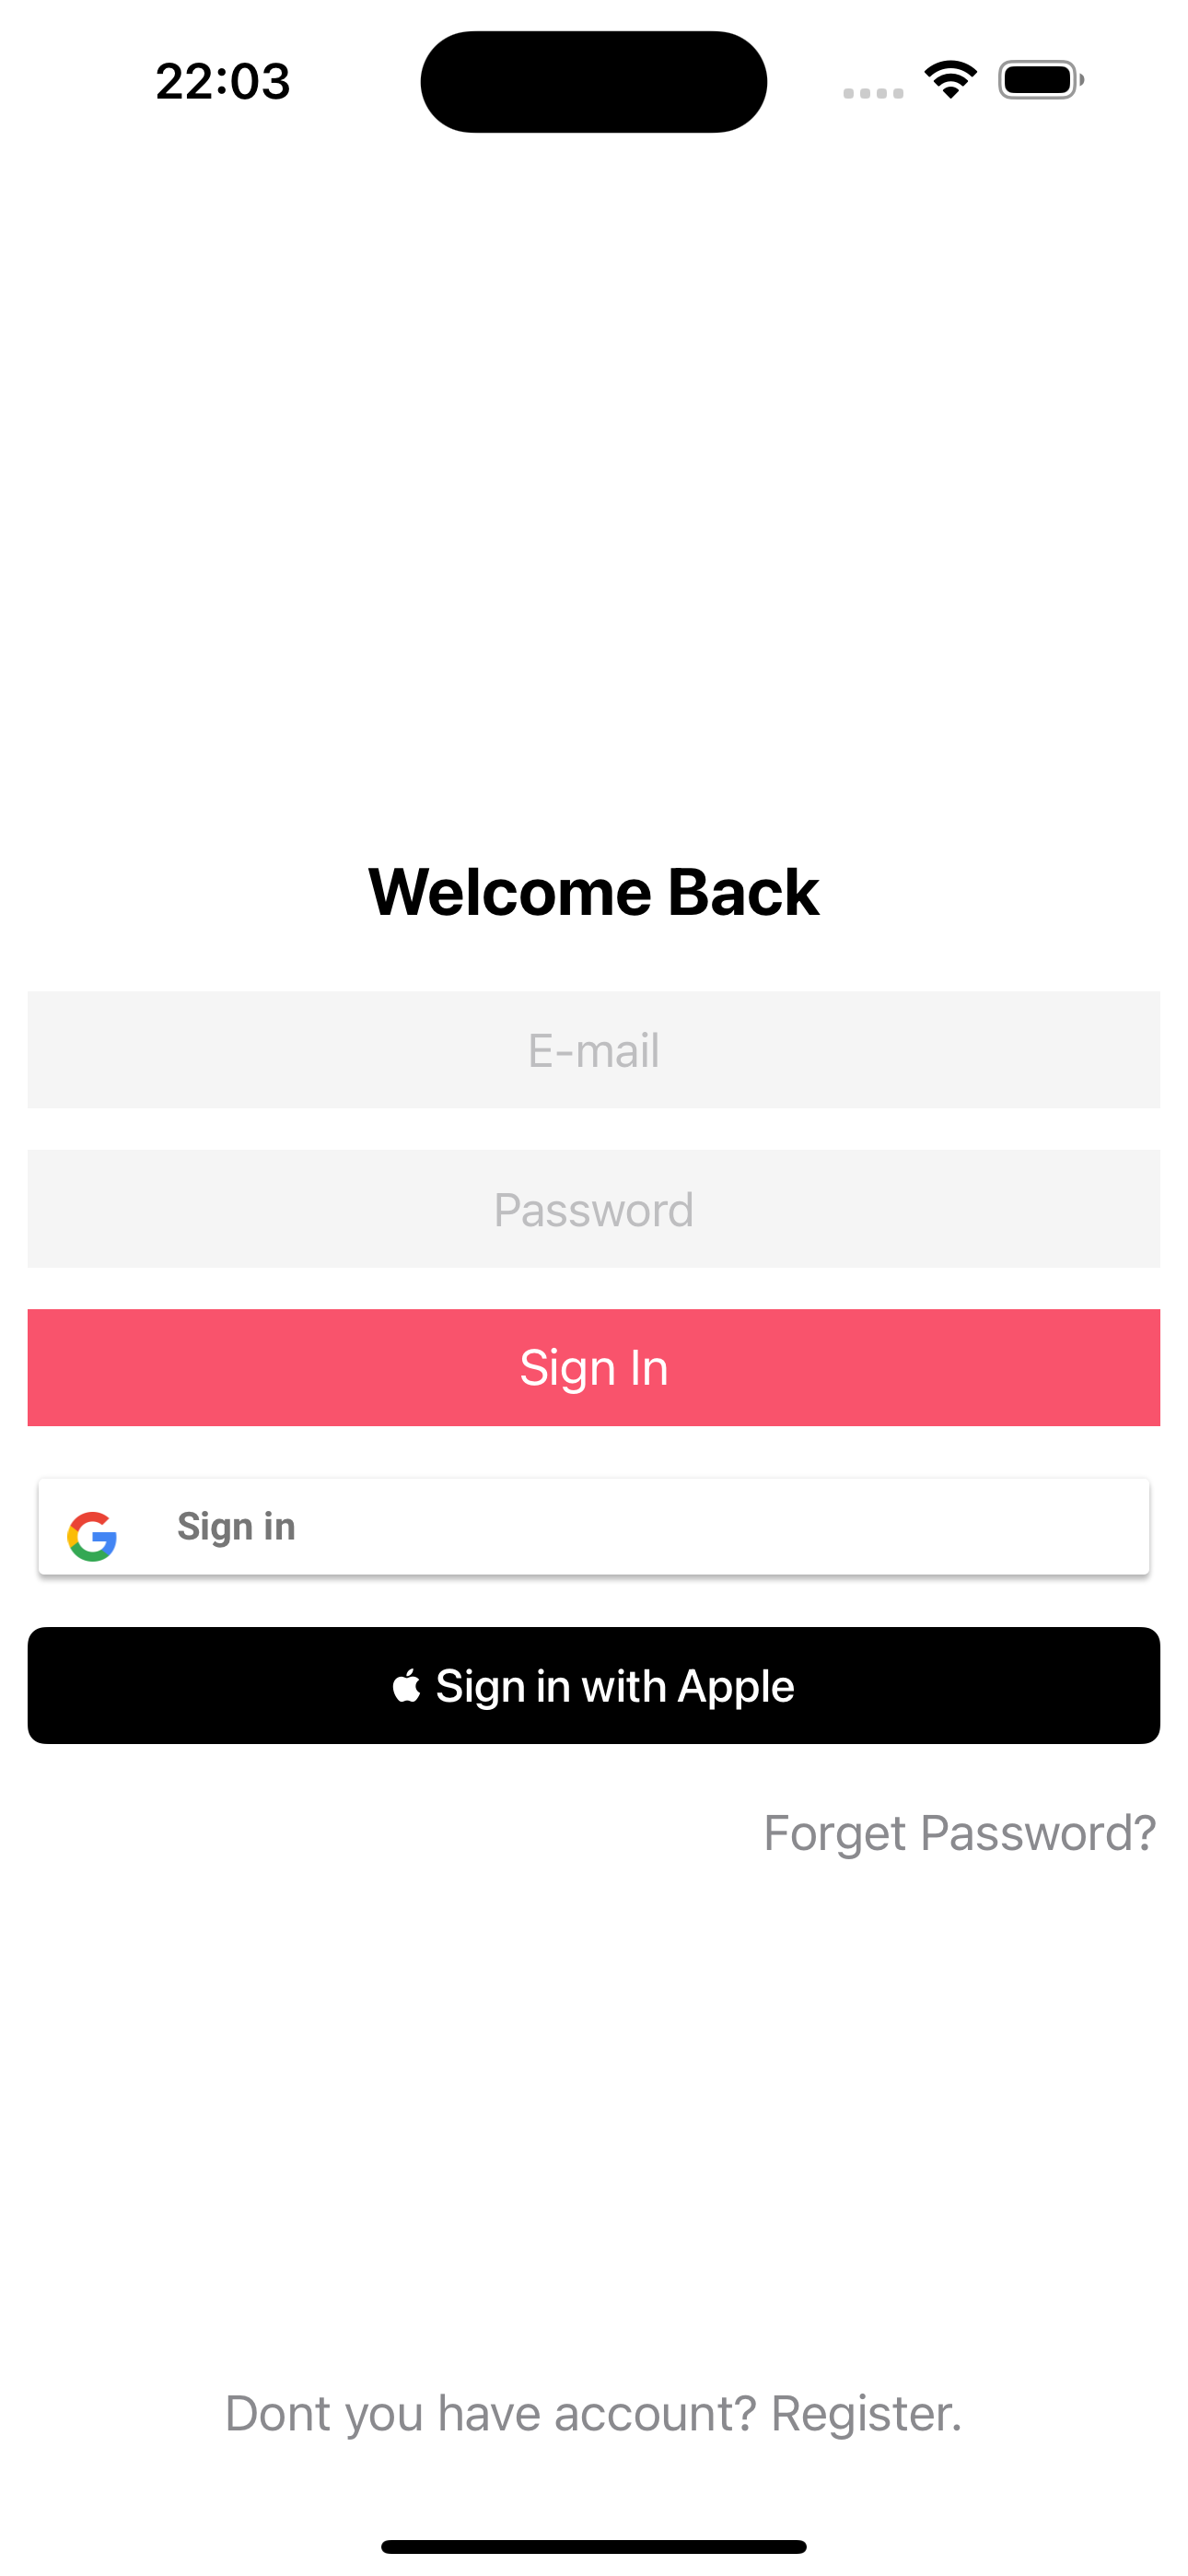 22:03
Welcome Back
E-mail
Password
Sign In
Sign in
Sign in with Apple
Forget Password?
Dont you have account? Register.